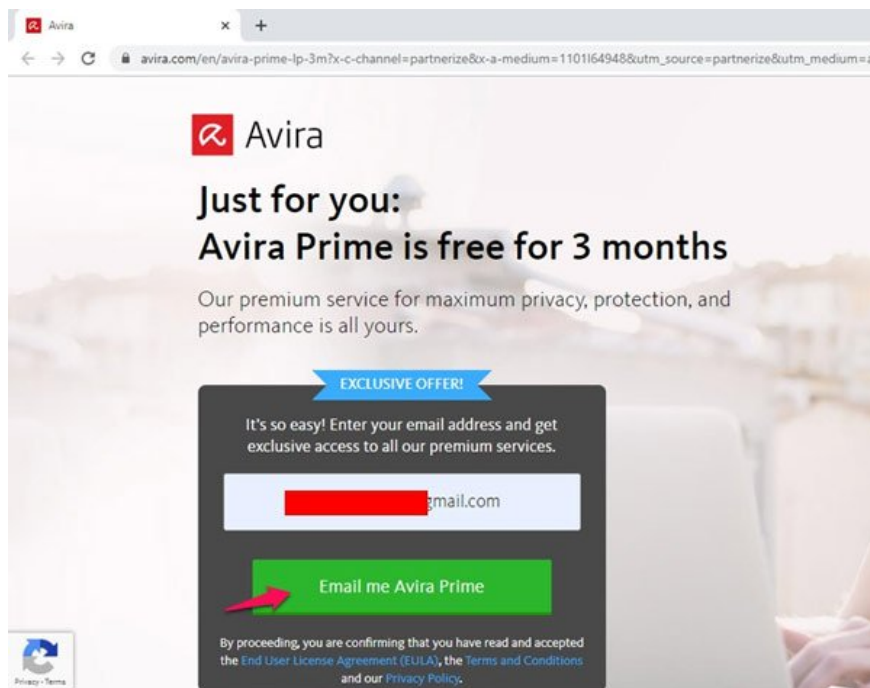 Avira
avira.com/en/avira-prime-lp-3m?x-c-channel=partnerize&x-a-medium=1101l64948&utm_source=partnerize&utm_medium=a
Avira
Just for you:
Avira Prime is free for 3 months
Our premium service for maximum privacy, protection, and
performance is all yours.
EXCLUSIVE OFFER!
It's so easy! Enter your email address and get
exclusive access to all our premium services.
gmail.com
Email me Avira Prime
By proceeding, you are confirming that you have read and accepted
the End User License Agreement (EULA), the Terms and Conditions
and our Privacy Policy.
Privacy - Terms